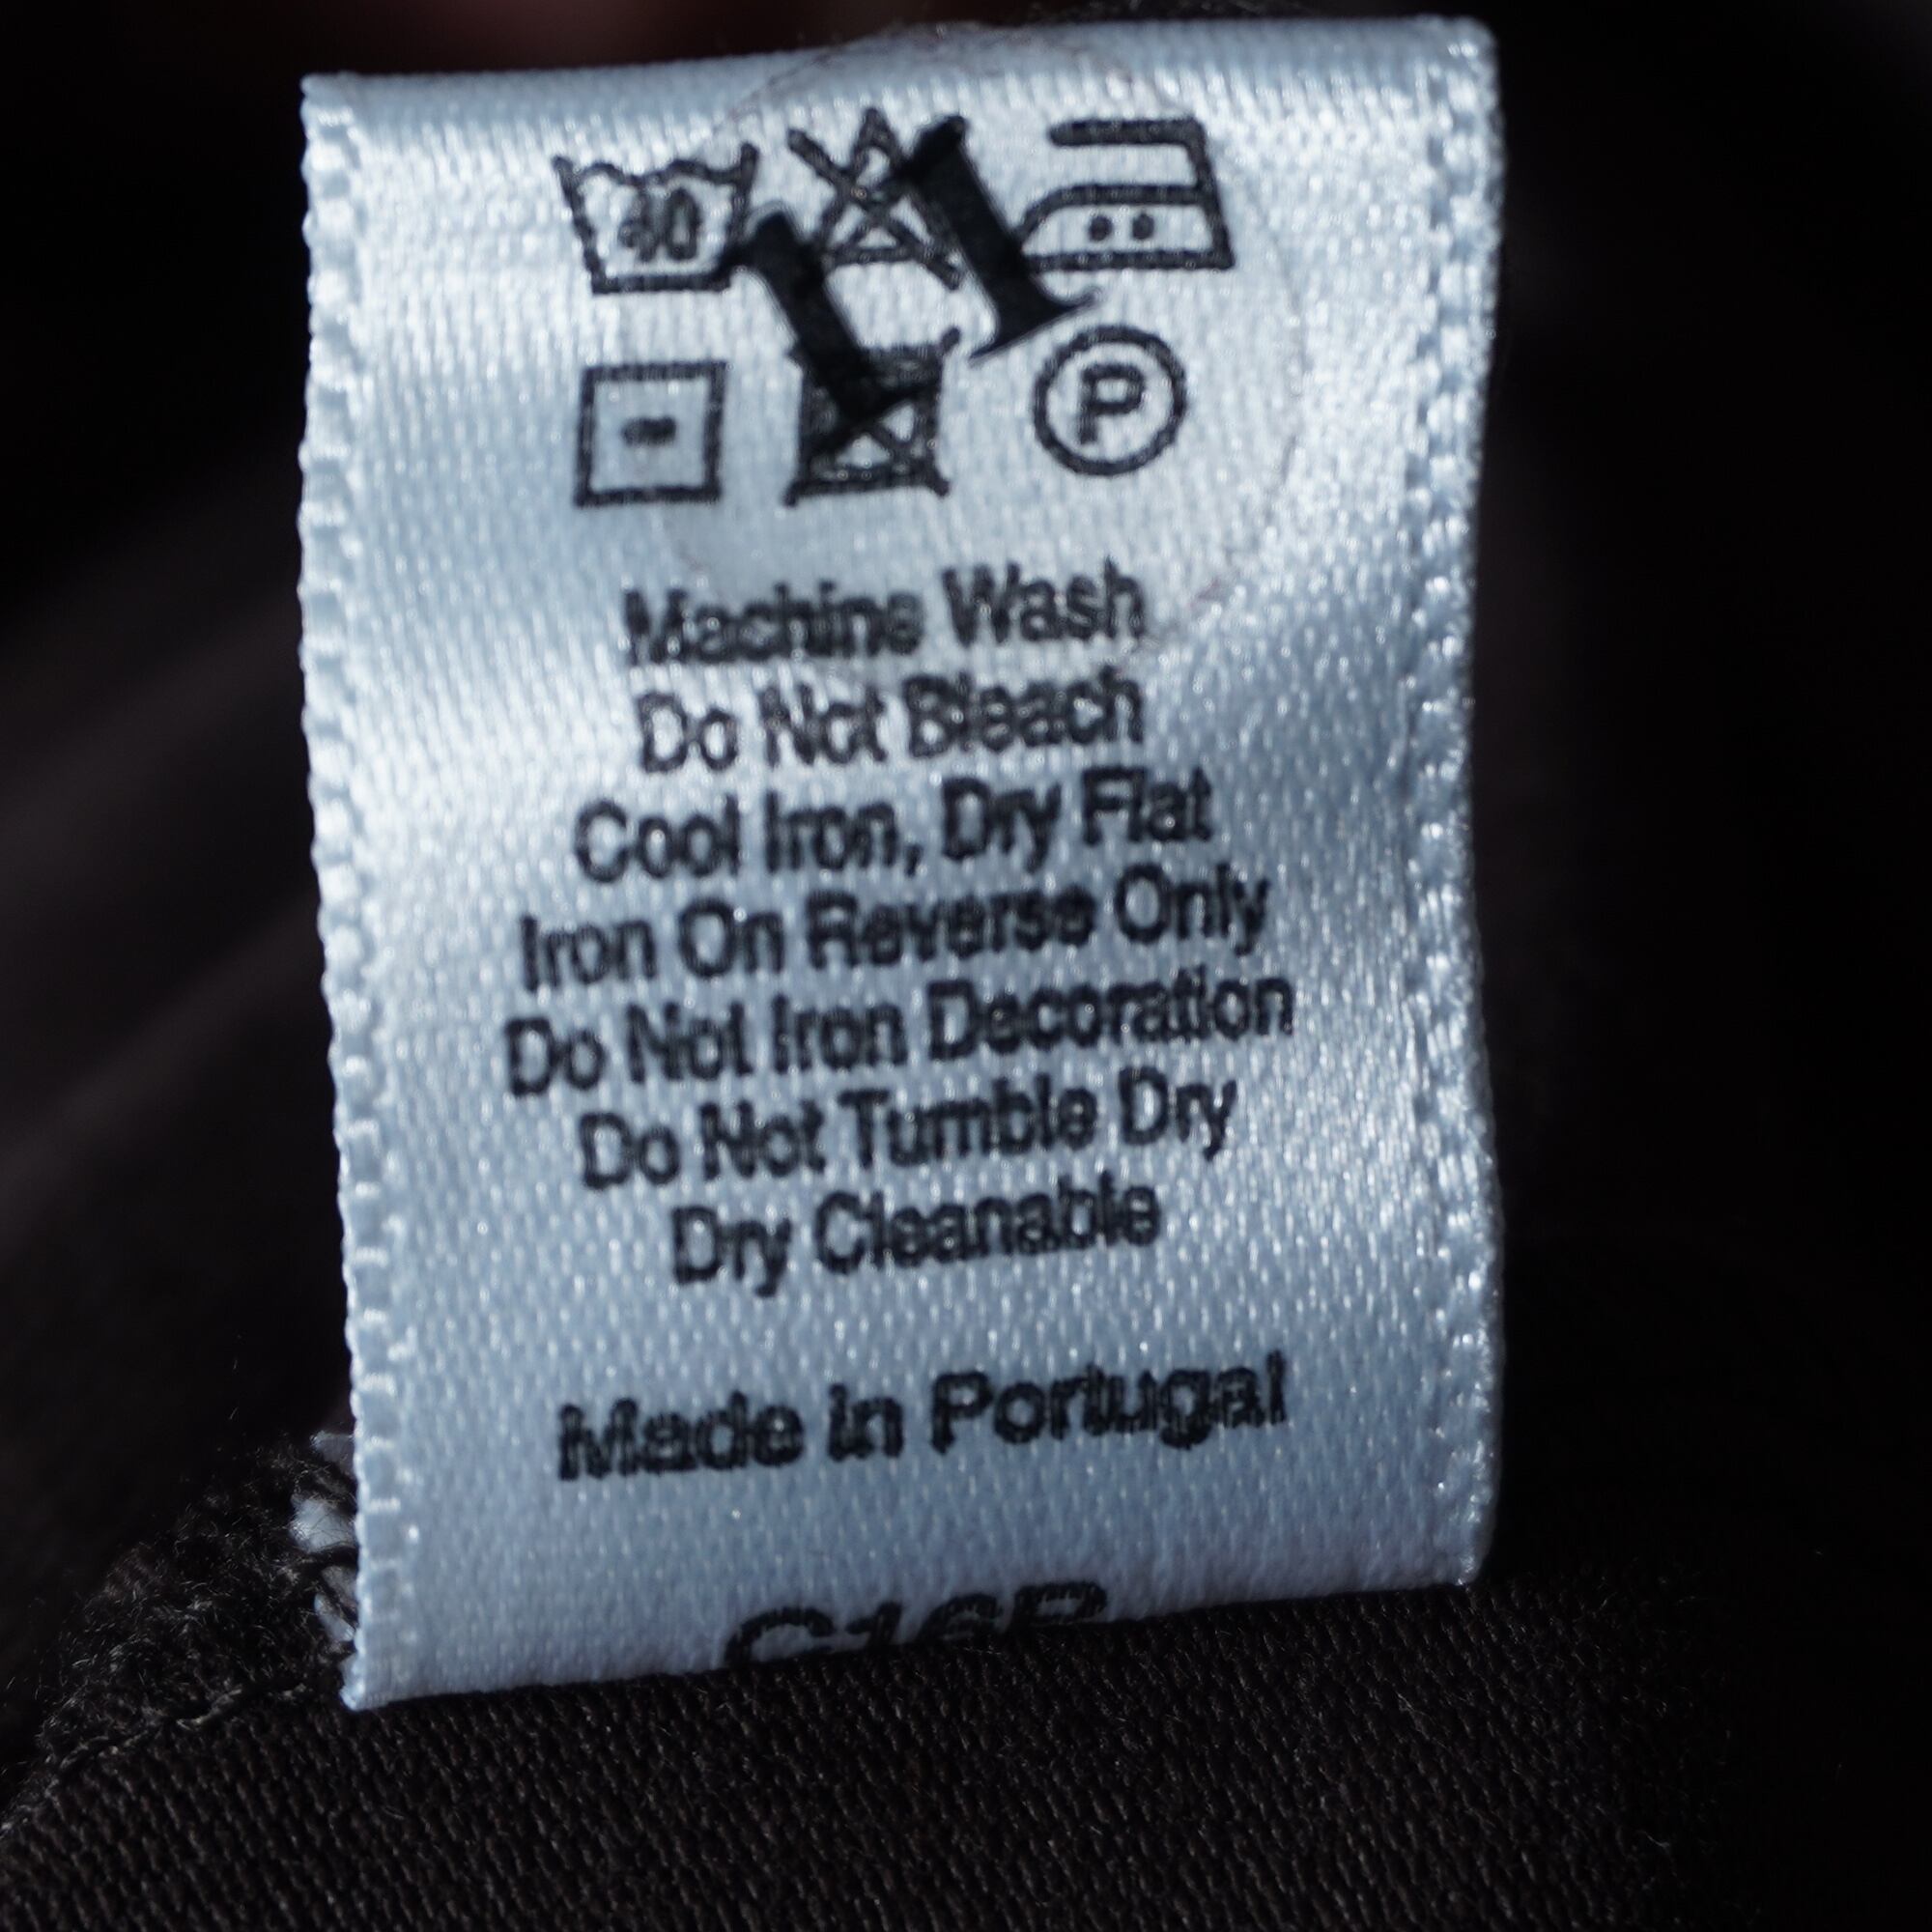 40
11
P
Machine Wash
Do Not Bleach
Cool Iron, Dry Flat
Iron On Reverse Only
Do Not Iron Decoration
Do Not Tumble Dry
Dry Cleanable
Made in Portugal